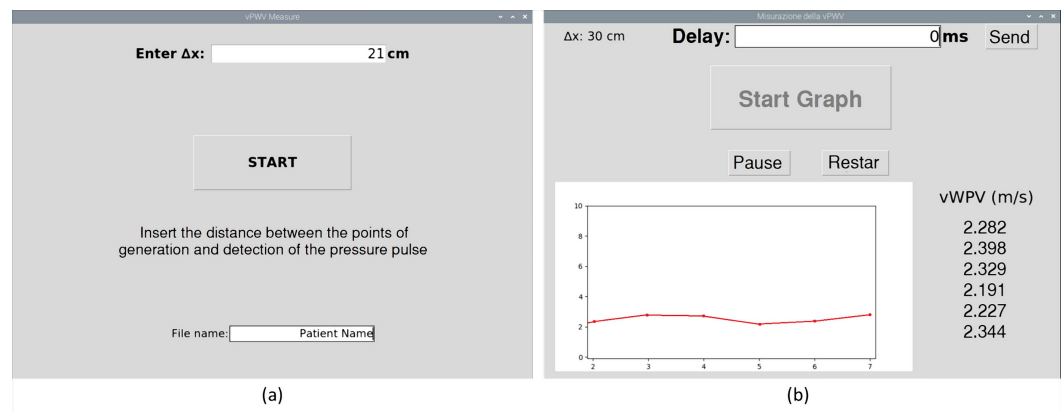 vPWV Measure
Enter Δx: 21 cm
START
Insert the distance between the points of
generation and detection of the pressure pulse
File name: Patient Name
(a)
Misurazione della vPWV
Δx: 30 cm Delay: 0 ms Send
Start Graph
Pause Restar
10
8
6
4
2
0
2 3 4 5 6 7
vWPV (m/s)
2.282
2.398
2.329
2.191
2.227
2.344
(b)